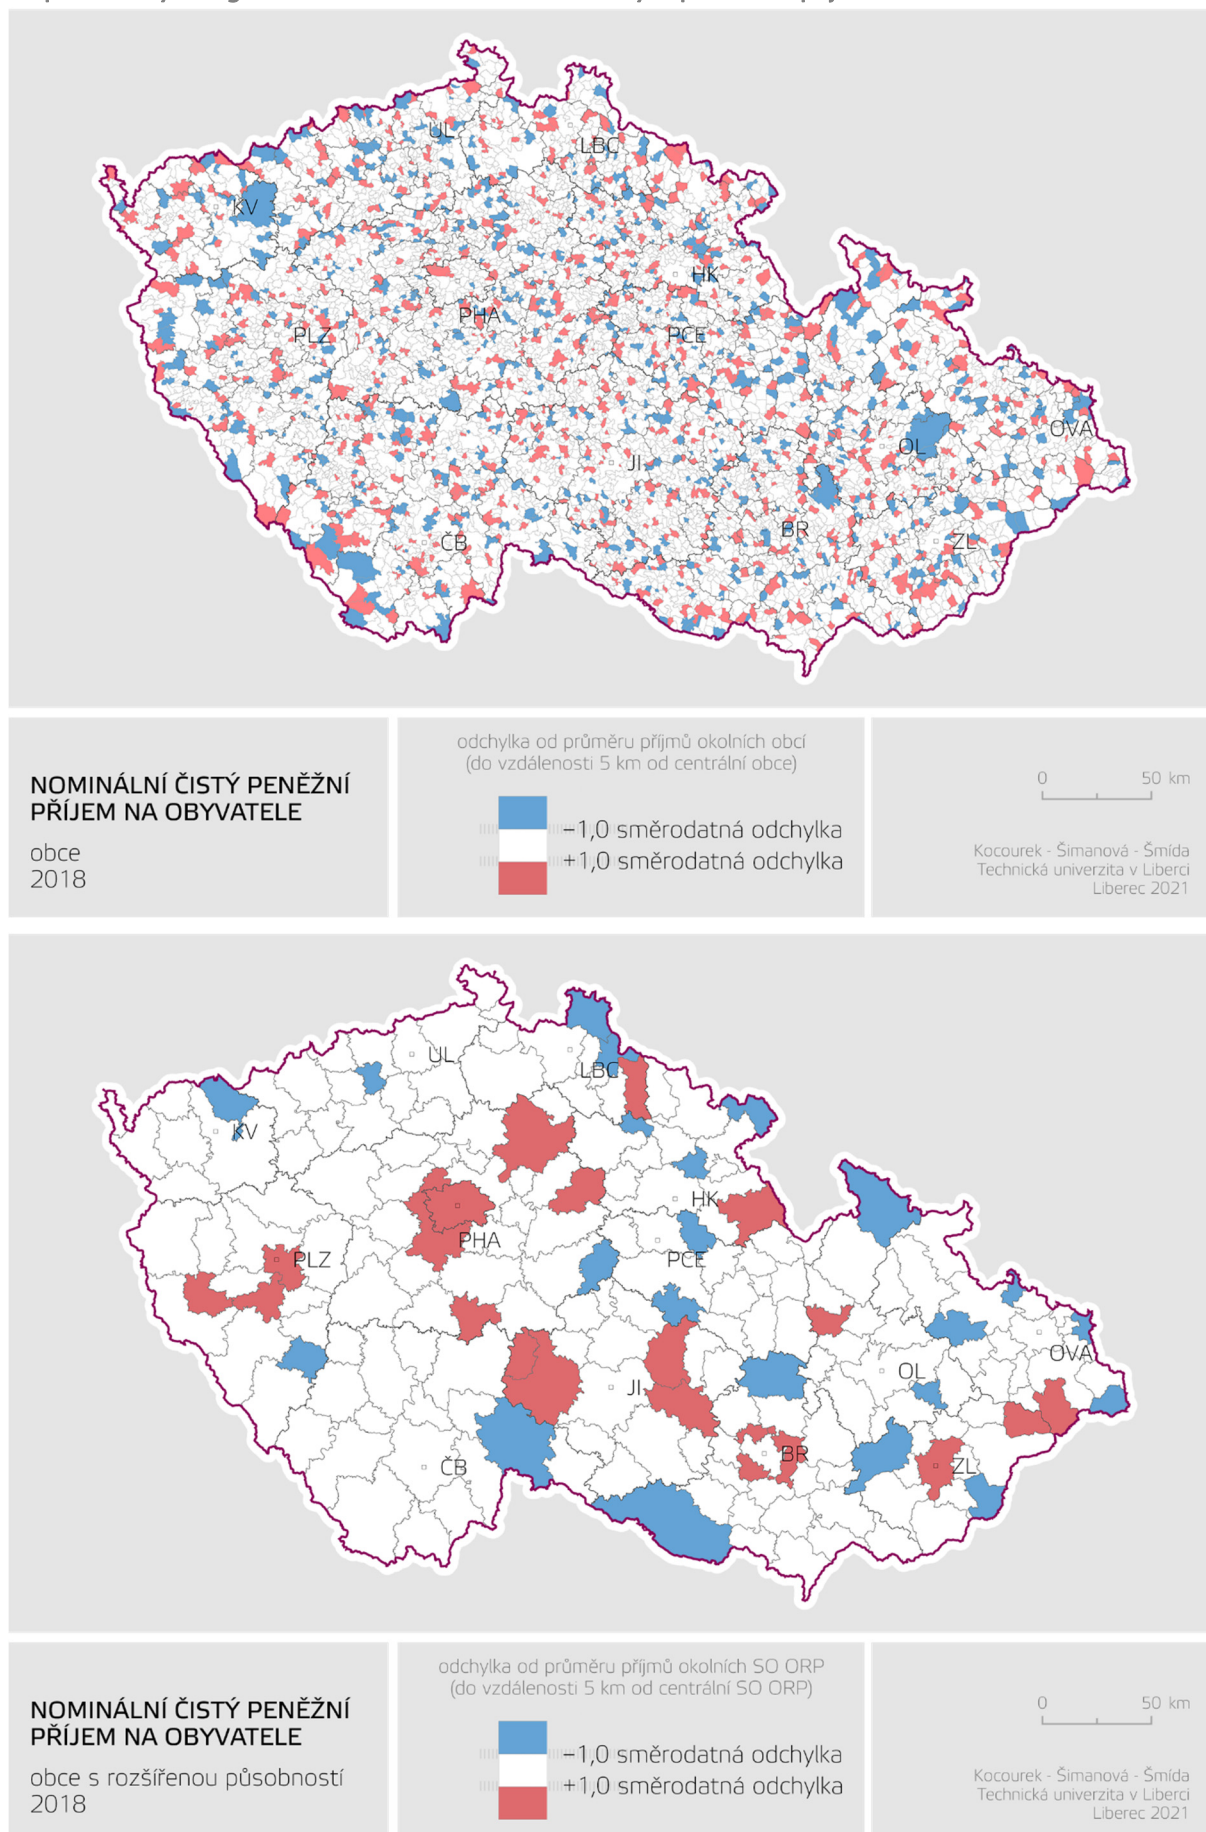 UL
LBC
KV
HK
PHA
PLZ
PCE
OVA
OL
JI
BR
ČB
ZL
NOMINÁLNÍ ČISTÝ PENĚŽNÍ
PŘÍJEM NA OBYVATELE
obce
2018
odchylka od průměru příjmů okolních obcí
(do vzdálenosti 5 km od centrální obce)
−1,0 směrodatná odchylka
+1,0 směrodatná odchylka
0 50 km
Kocourek - Šimanová - Šmída
Technická univerzita v Liberci
Liberec 2021
UL
LBC
KV
HK
PHA
PLZ
PCE
OVA
OL
JI
BR
ČB
ZL
NOMINÁLNÍ ČISTÝ PENĚŽNÍ
PŘÍJEM NA OBYVATELE
obce s rozšířenou působností
2018
odchylka od průměru příjmů okolních SO ORP
(do vzdálenosti 5 km od centrální SO ORP)
−1,0 směrodatná odchylka
+1,0 směrodatná odchylka
0 50 km
Kocourek - Šimanová - Šmída
Technická univerzita v Liberci
Liberec 2021